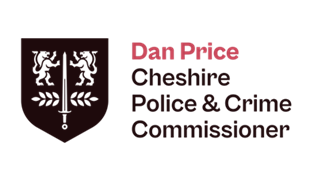 Dan Price
Cheshire
Police & Crime
Commissioner